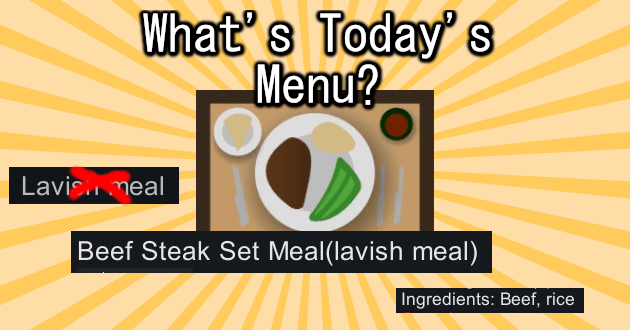 What's Today's
Menu?
Lavish meal
Beef Steak Set Meal(lavish meal)
Ingredients: Beef, rice